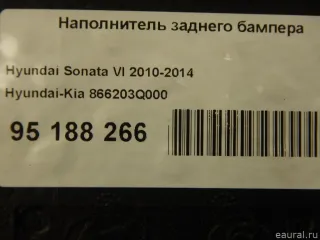 Наполнитель заднего бампера
Hyundai Sonata VI 2010-2014
Hyundai-Kia 866203Q000
95 188 266
eaural.ru